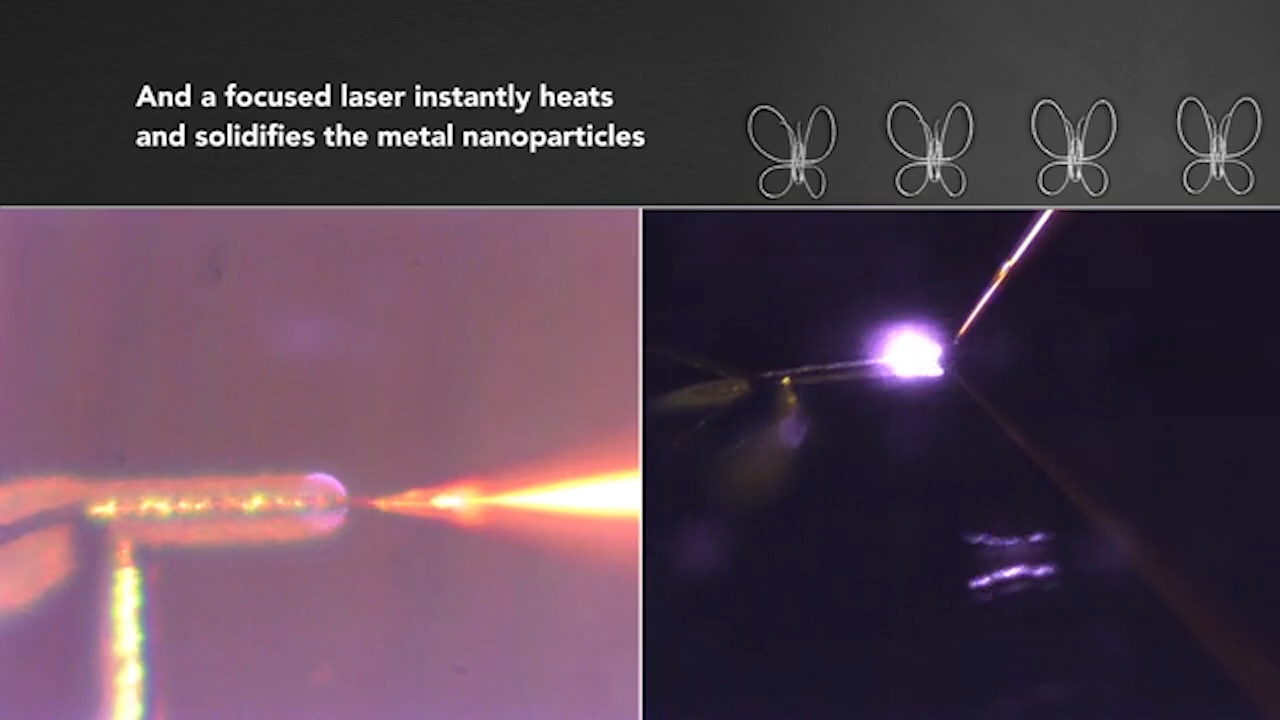 And a focused laser instantly heats
and solidifies the metal nanoparticles